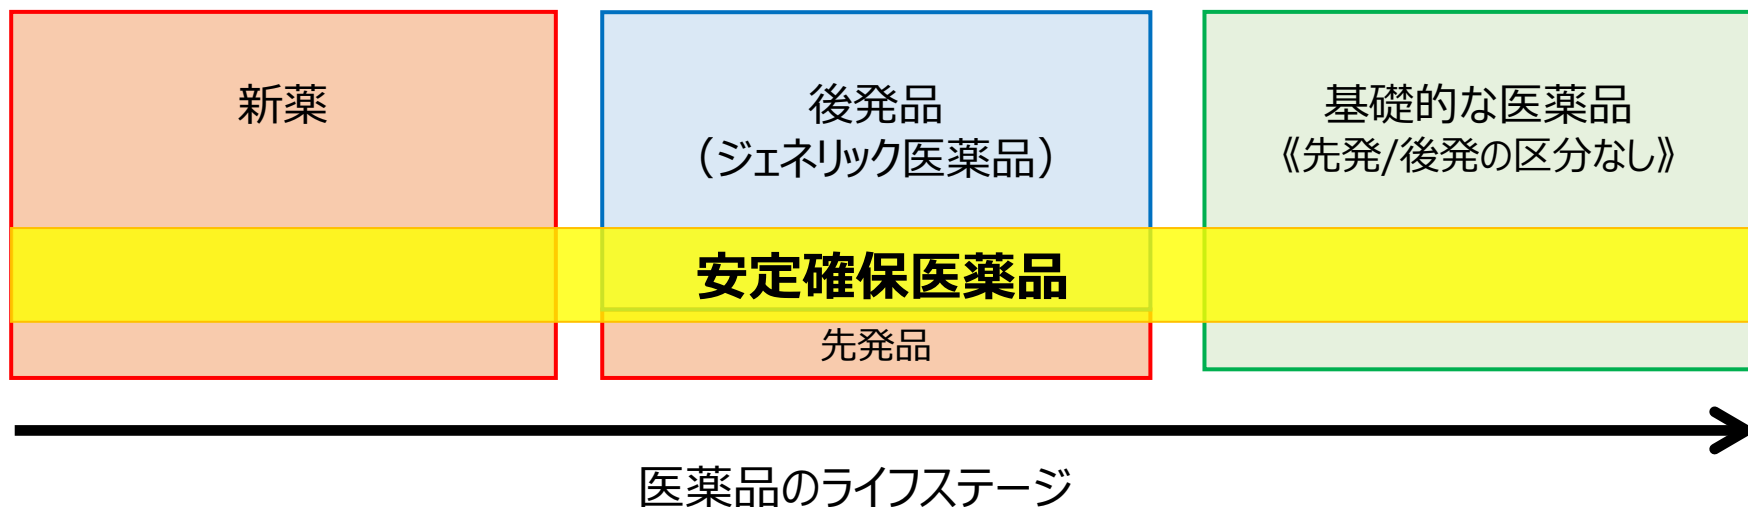 新薬
後発品
（ジェネリック医薬品）
基礎的な医薬品
《先発/後発の区分なし》
安定確保医薬品
先発品
医薬品のライフステージ